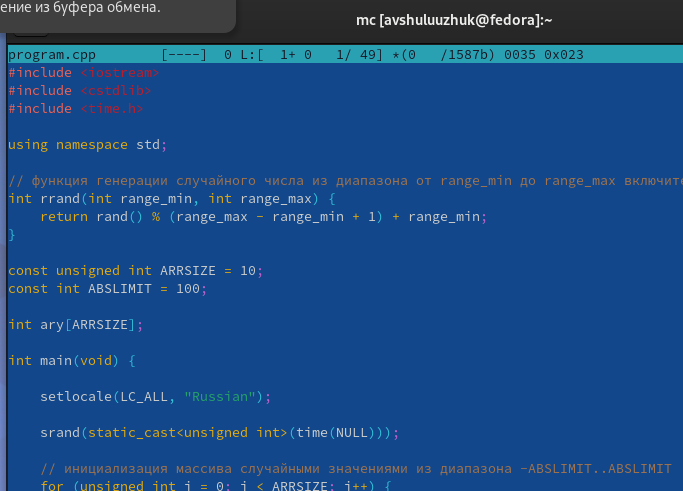 ение из буфера обмена.
mc [avshuluuzhuk@fedora]:~
program.cpp [----] 0 L:[ 1+ 0 1/ 49] *(0 /1587b) 0035 0x023
#include <iostream>
#include <cstdlib>
#include <time.h>
using namespace std;
// функция генерации случайного числа из диапазона от range_min до range_max включите
int rrand(int range_min, int range_max) {
return rand() % (range_max - range_min + 1) + range_min;
}
const unsigned int ARRSIZE = 10;
const int ABSLIMIT = 100;
int ary[ARRSIZE];
int main(void) {
setlocale(LC_ALL, "Russian");
srand(static_cast<unsigned int>(time(NULL)));
// инициализация массива случайными значениями из диапазона -ABSLIMIT..ABSLIMIT
for (unsigned int i = 0; i < ARRSIZE; i++) {